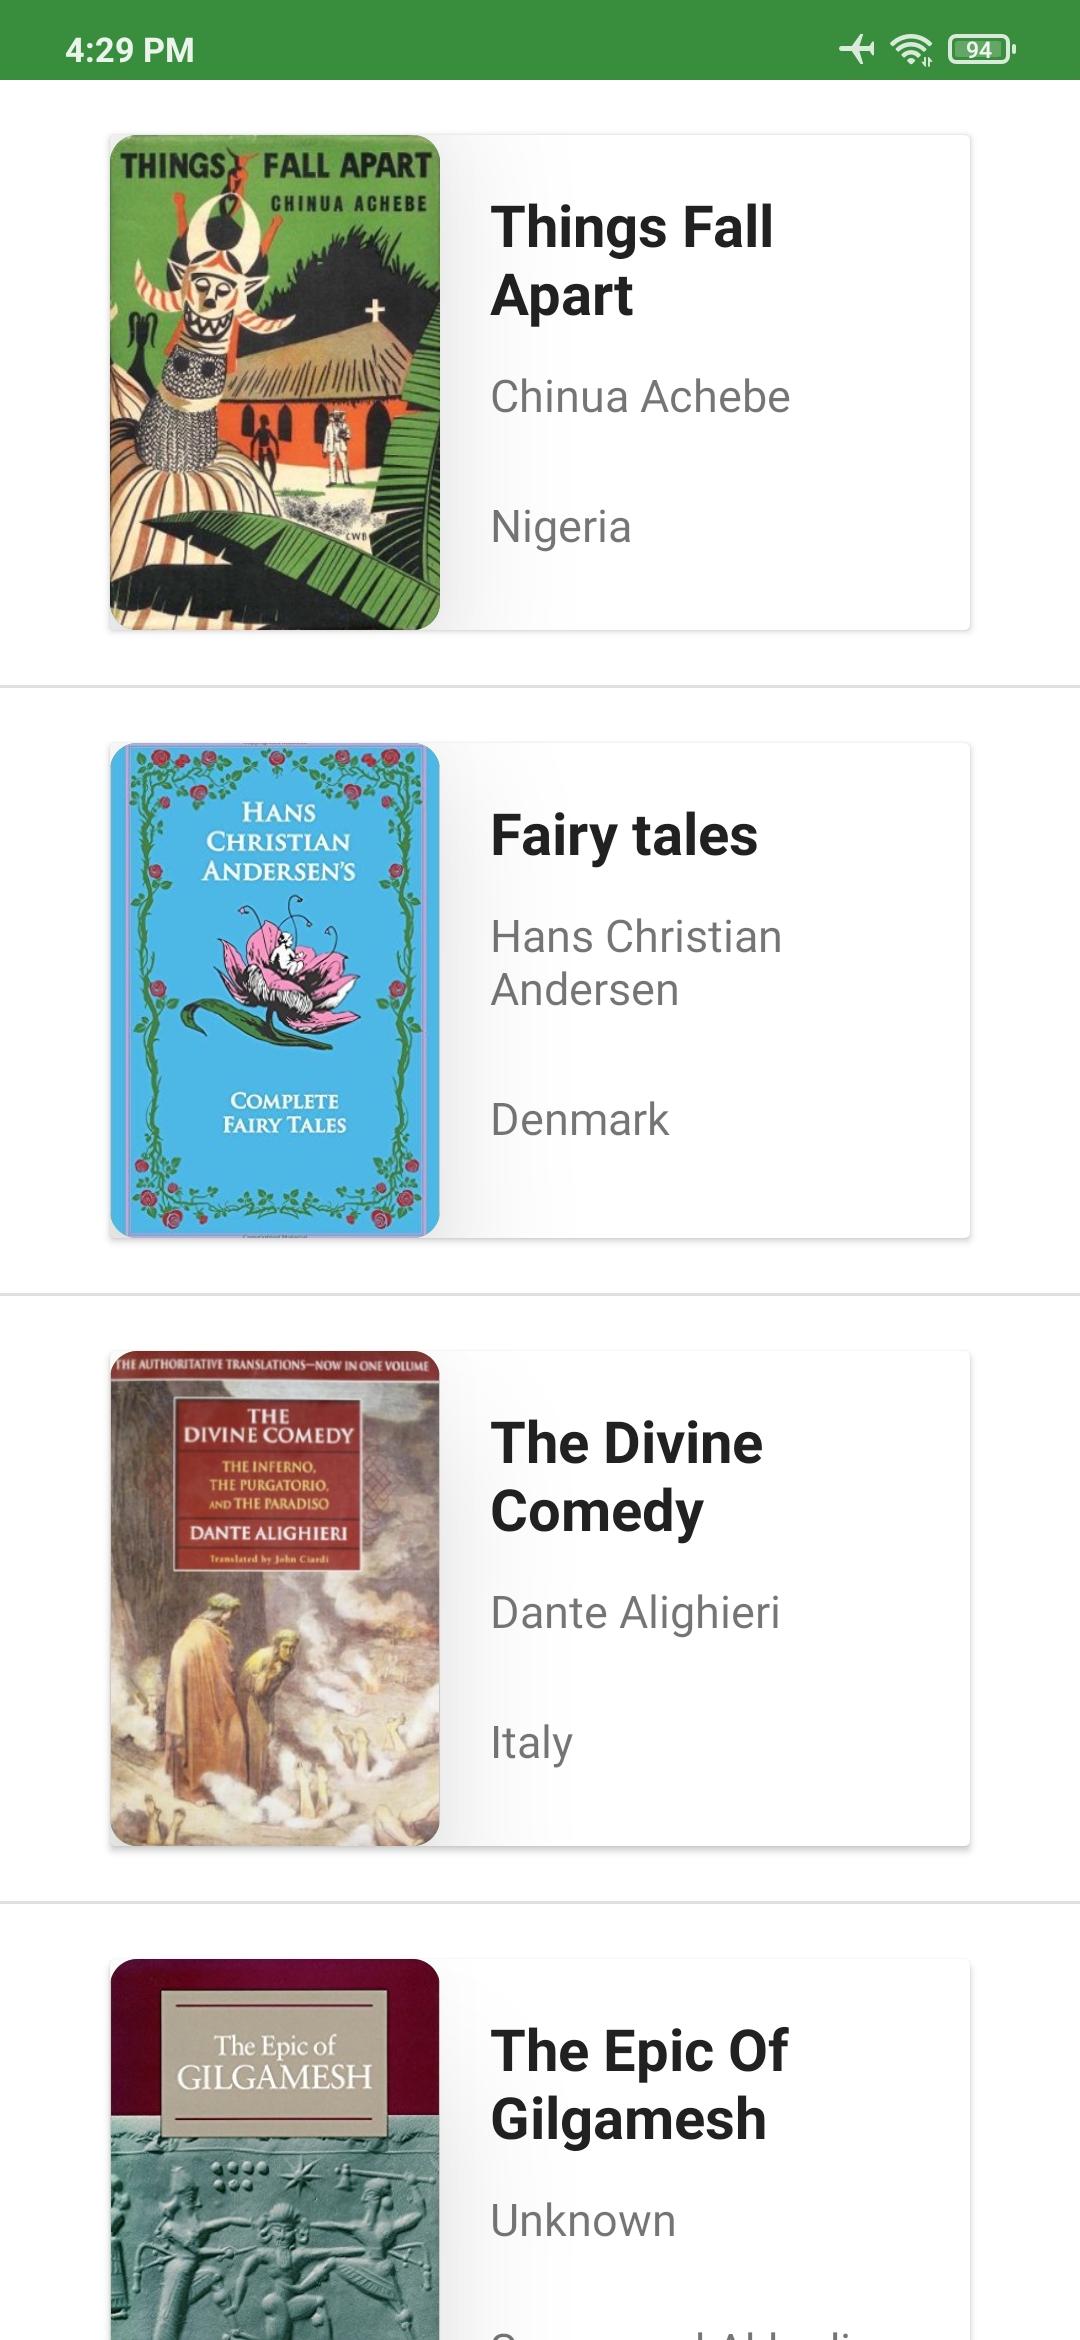 4:29 PM
94
THINGS FALL APART
CHINUA ACHEBE
CWB
Things Fall
Apart
Chinua Achebe
Nigeria
HANS
CHRISTIAN
ANDERSEN'S
COMPLETE
FAIRY TALES
Fairy tales
Hans Christian
Andersen
Denmark
THE AUTHORITATIVE TRANSLATIONS—NOW IN ONE VOLUME
THE
DIVINE COMEDY
THE INFERNO,
THE PURGATORIO,
AND THE PARADISO
DANTE ALIGHIERI
Translated by John Ciardi
The Divine
Comedy
Dante Alighieri
Italy
The Epic of
GILGAMESH
The Epic Of
Gilgamesh
Unknown